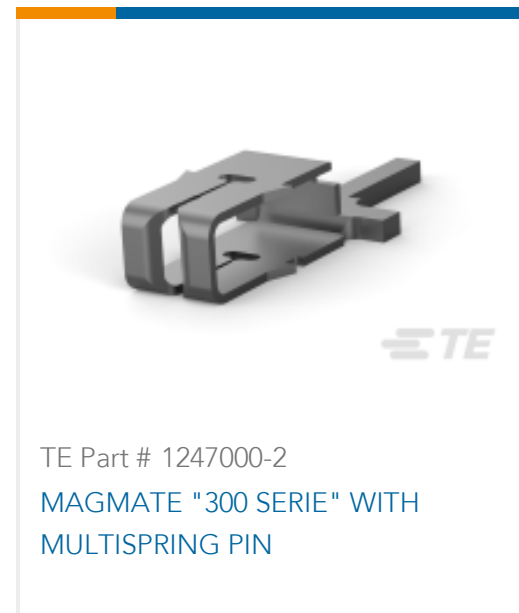 TE
TE Part # 1247000-2
MAGMATE "300 SERIE" WITH
MULTISPRING PIN